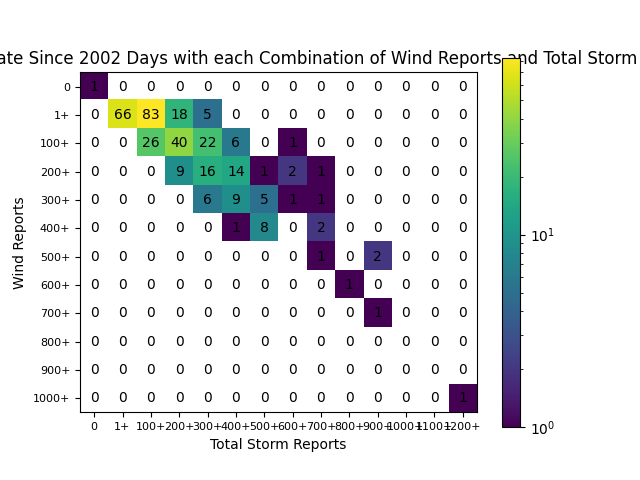 ate Since 2002 Days with each Combination of Wind Reports and Total Storm
0 1 0 0 0 0 0 0 0 0 0 0 0 0 0
1+ 0 66 83 18 5 0 0 0 0 0 0 0 0 0
100+ 0 0 26 40 22 6 0 1 0 0 0 0 0 0
200+ 0 0 0 9 16 14 1 2 1 0 0 0 0 0
300+ 0 0 0 0 6 9 5 1 1 0 0 0 0 0
400+ 0 0 0 0 0 1 8 0 2 0 0 0 0 0
500+ 0 0 0 0 0 0 0 0 1 0 2 0 0 0
600+ 0 0 0 0 0 0 0 0 0 1 0 0 0 0
700+ 0 0 0 0 0 0 0 0 0 0 1 0 0 0
800+ 0 0 0 0 0 0 0 0 0 0 0 0 0 0
900+ 0 0 0 0 0 0 0 0 0 0 0 0 0 0
1000+ 0 0 0 0 0 0 0 0 0 0 0 0 0 1
0 1+ 100+ 200+ 300+ 400+ 500+ 600+ 700+ 800+ 900+ 1000+ 1100+ 1200+
Total Storm Reports
Wind Reports
10^1
10^0